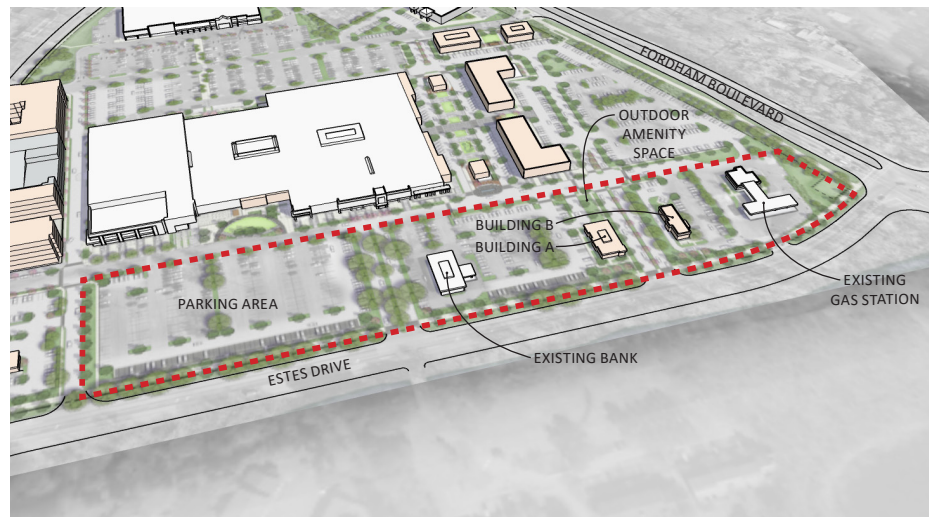 FORDHAM BOULEVARD
OUTDOOR
AMENITY
SPACE
BUILDING B
BUILDING A
EXISTING
GAS STATION
PARKING AREA
EXISTING BANK
ESTES DRIVE